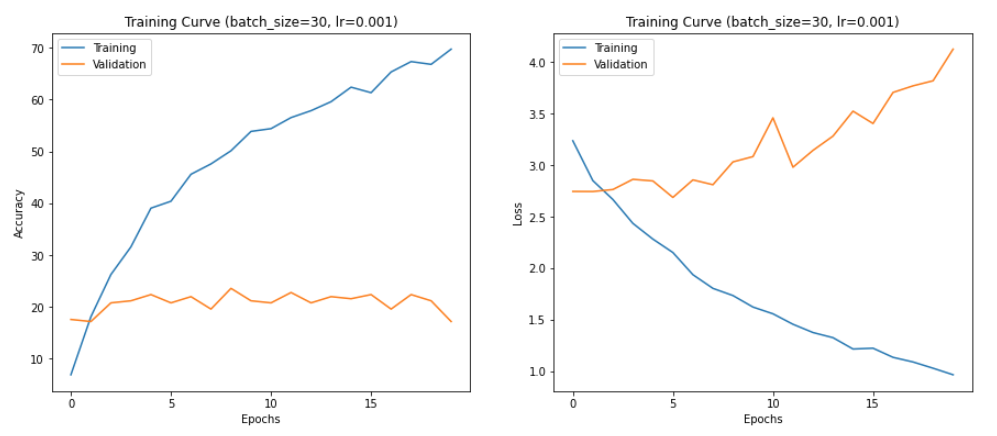 Training Curve (batch_size=30, lr=0.001)
Training
Validation
70
60
50
40
30
20
10
Accuracy
0 5 10 15
Epochs
Training Curve (batch_size=30, lr=0.001)
Training
Validation
4.0
3.5
3.0
2.5
2.0
1.5
1.0
Loss
0 5 10 15
Epochs